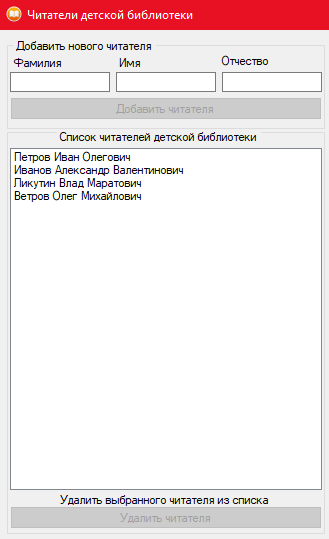 Читатели детской библиотеки
Добавить нового читателя
Фамилия Имя Отчество
Добавить читателя
Список читателей детской библиотеки
Петров Иван Олегович
Иванов Александр Валентинович
Ликутин Влад Маратович
Ветров Олег Михайлович
Удалить выбранного читателя из списка
Удалить читателя